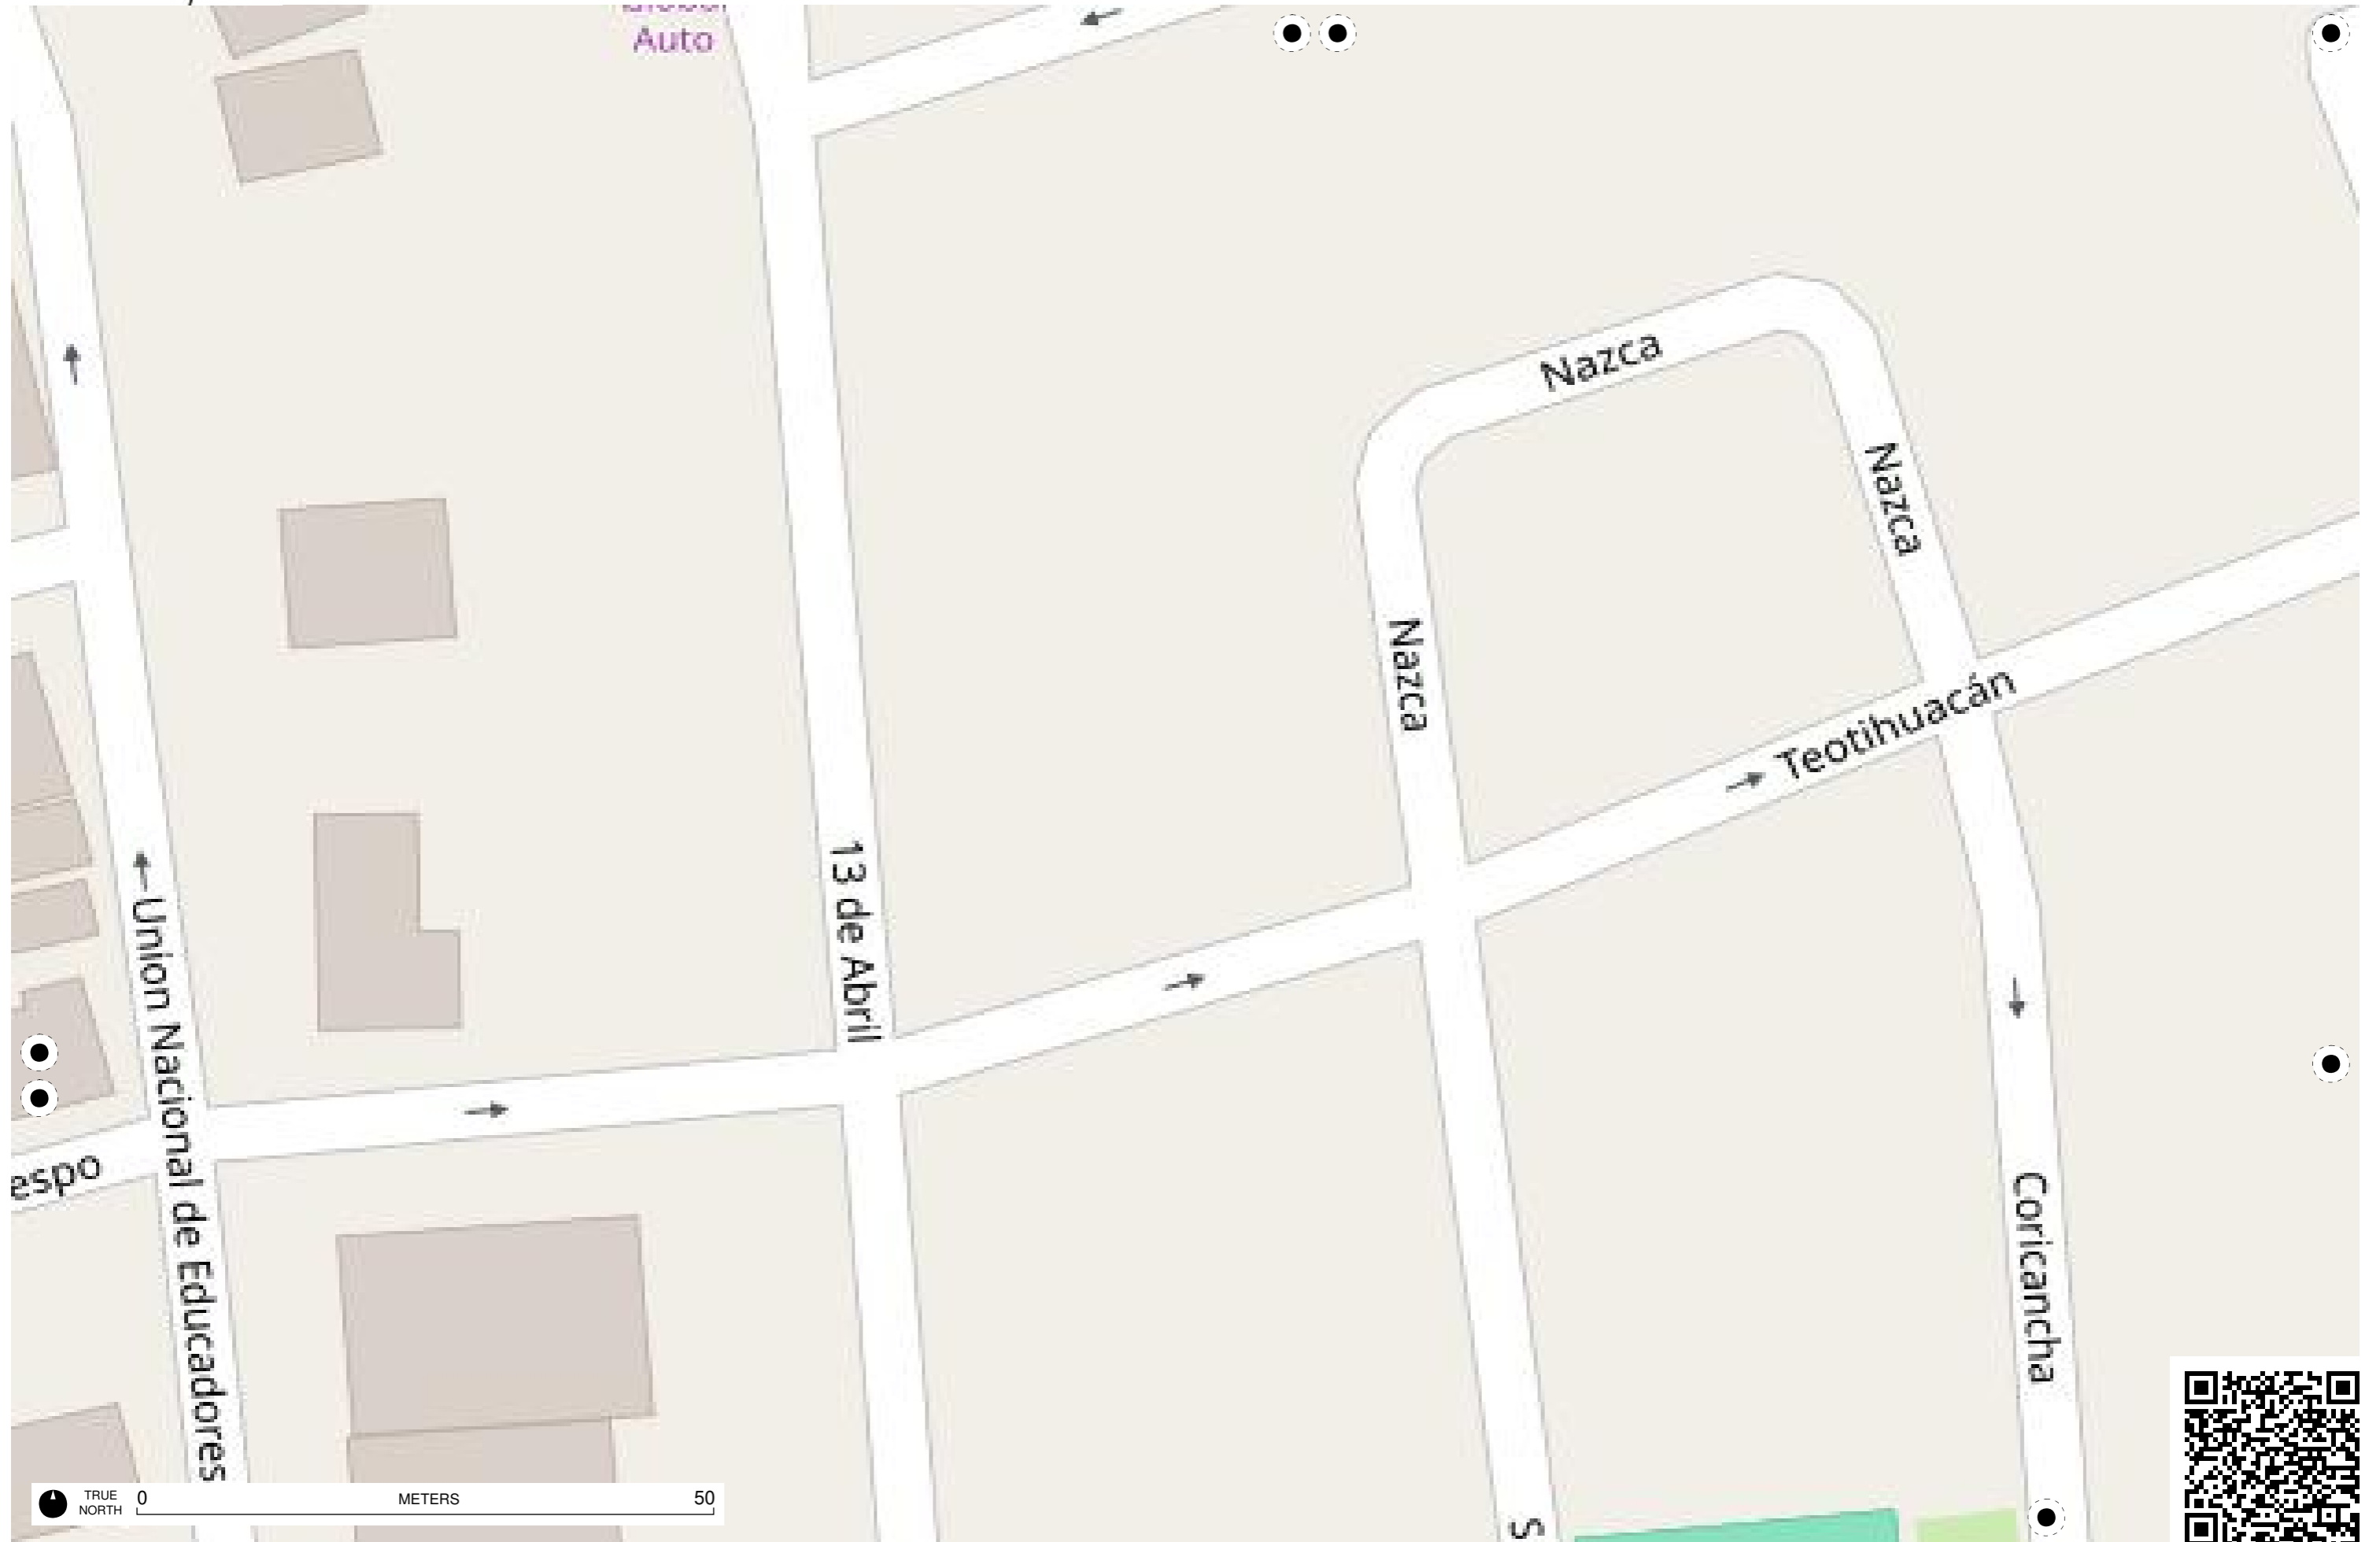 Auto
Nazca
Nazca
Nazca
Teotihuacán
13 de Abril
Union Nacional de Educadores
espo
Coricancha
S
TRUE
NORTH
0 METERS 50